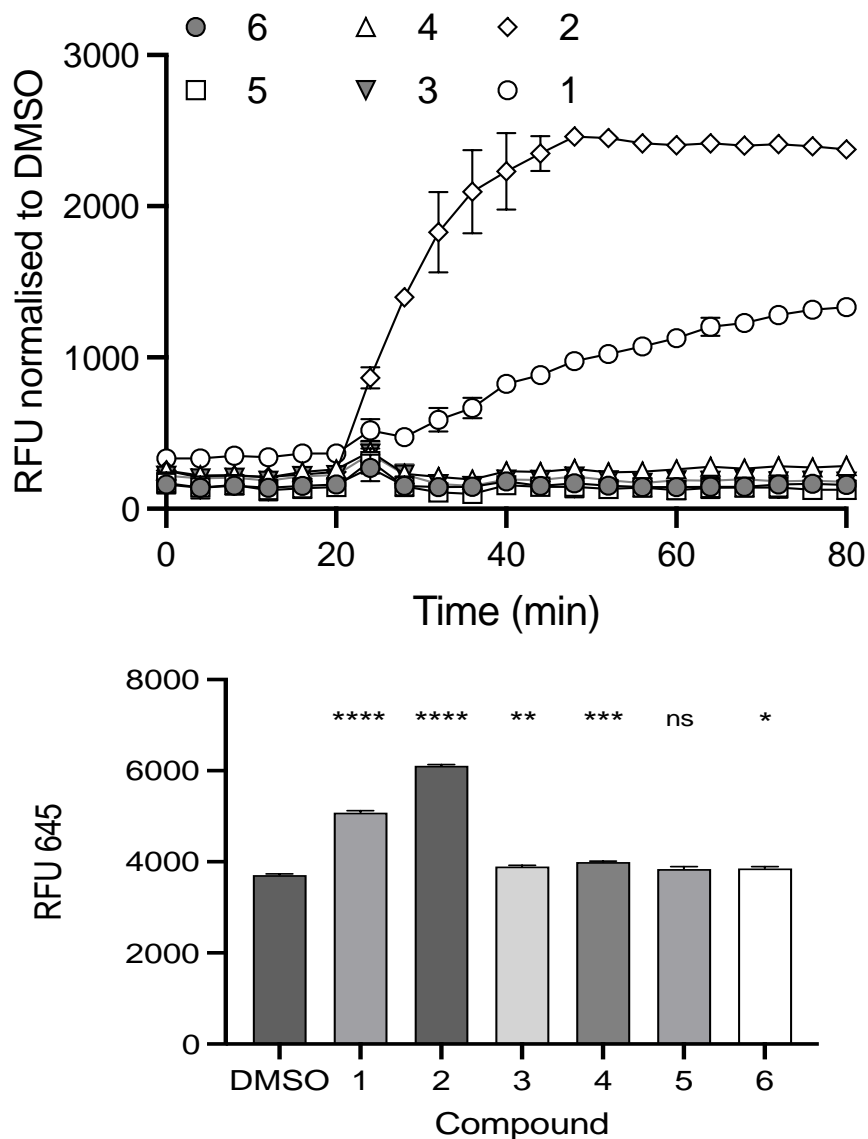 6 4 2
5 3 1
RFU normalised to DMSO
3000
2000
1000
0
0 20 40 60 80
Time (min)
RFU 645
8000
6000
4000
2000
0
**** **** ** *** ns *
DMSO 1 2 3 4 5 6
Compound